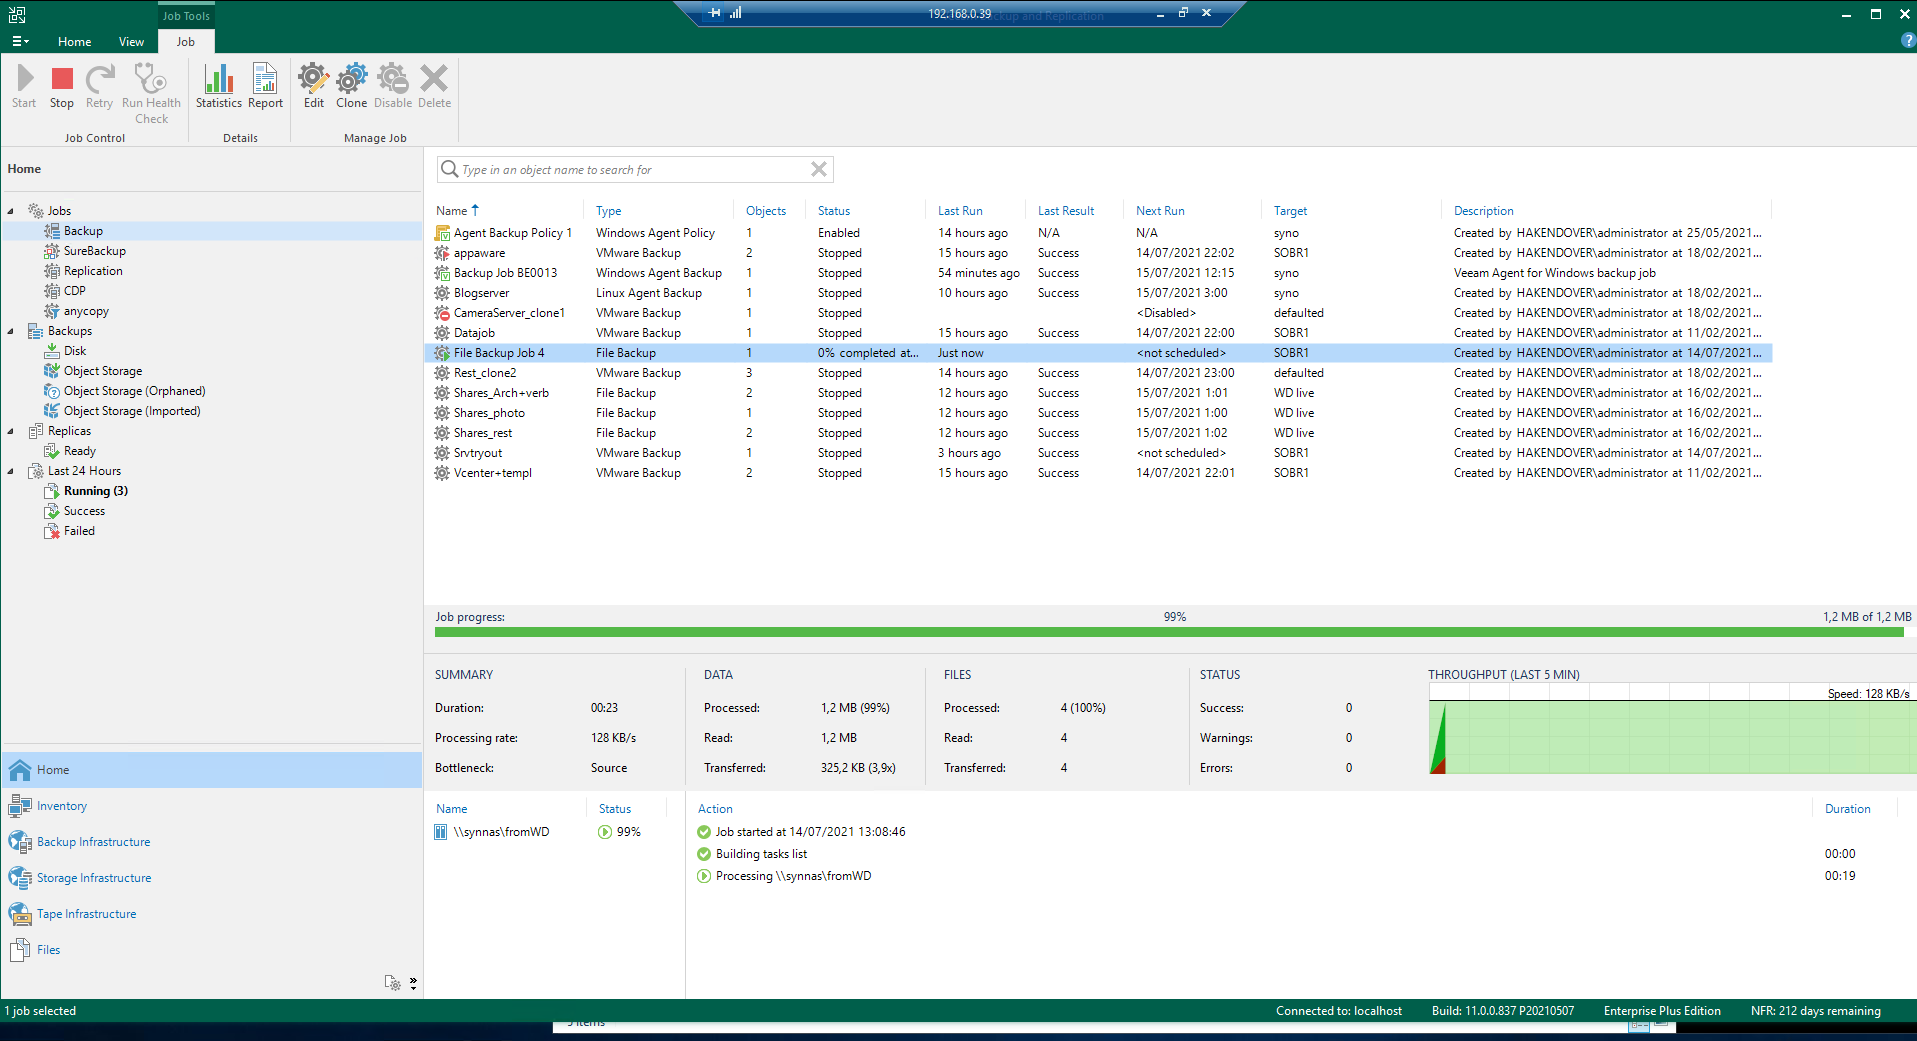 Job Tools
192.168.0.39
Backup and Replication
Home View Job
Start Stop Retry Run Health Check Statistics Report Edit Clone Disable Delete
Job Control Details Manage Job
Home
Type in an object name to search for
Jobs
Backup
SureBackup
Replication
CDP
anycopy
Backups
Disk
Object Storage
Object Storage (Orphaned)
Object Storage (Imported)
Replicas
Ready
Last 24 Hours
Running (3)
Success
Failed
Name Type Objects Status Last Run Last Result Next Run Target Description
Agent Backup Policy 1 Windows Agent Policy 1 Enabled 14 hours ago N/A N/A syno Created by HAKENDOVER\administrator at 25/05/2021...
appaware VMware Backup 2 Stopped 15 hours ago Success 14/07/2021 22:02 SOBR1 Created by HAKENDOVER\administrator at 18/02/2021...
Backup Job BE0013 Windows Agent Backup 1 Stopped 54 minutes ago Success 15/07/2021 12:15 syno Veeam Agent for Windows backup job
Blogserver Linux Agent Backup 1 Stopped 10 hours ago Success 15/07/2021 3:00 syno Created by HAKENDOVER\administrator at 18/02/2021...
CameraServer_clone1 VMware Backup 1 Stopped <Disabled> defaulted Created by HAKENDOVER\administrator at 18/02/2021...
Datajob VMware Backup 1 Stopped 15 hours ago Success 14/07/2021 22:00 SOBR1 Created by HAKENDOVER\administrator at 11/02/2021...
File Backup Job 4 File Backup 1 0% completed at... Just now <not scheduled> SOBR1 Created by HAKENDOVER\administrator at 14/07/2021...
Rest_clone2 VMware Backup 3 Stopped 14 hours ago Success 14/07/2021 23:00 defaulted Created by HAKENDOVER\administrator at 18/02/2021...
Shares_Arch+verb File Backup 2 Stopped 12 hours ago Success 15/07/2021 1:01 WD live Created by HAKENDOVER\administrator at 16/02/2021...
Shares_photo File Backup 1 Stopped 12 hours ago Success 15/07/2021 1:00 WD live Created by HAKENDOVER\administrator at 16/02/2021...
Shares_rest File Backup 2 Stopped 12 hours ago Success 15/07/2021 1:02 WD live Created by HAKENDOVER\administrator at 16/02/2021...
Srvtryout VMware Backup 1 Stopped 3 hours ago Success <not scheduled> SOBR1 Created by HAKENDOVER\administrator at 14/07/2021...
Vcenter+templ VMware Backup 2 Stopped 15 hours ago Success 14/07/2021 22:01 SOBR1 Created by HAKENDOVER\administrator at 11/02/2021...
Job progress: 99% 1,2 MB of 1,2 MB
SUMMARY DATA FILES STATUS THROUGHPUT (LAST 5 MIN)
Speed: 128 KB/s
Duration: 00:23 Processed: 1,2 MB (99%) Processed: 4 (100%) Success: 0
Processing rate: 128 KB/s Read: 1,2 MB Read: 4 Warnings: 0
Bottleneck: Source Transferred: 325,2 KB (3,9x) Transferred: 4 Errors: 0
Name Status Action Duration
\\synnas\fromWD 99% Job started at 14/07/2021 13:08:46
Building tasks list 00:00
Processing \\synnas\fromWD 00:19
Home
Inventory
Backup Infrastructure
Storage Infrastructure
Tape Infrastructure
Files
1 job selected Connected to: localhost Build: 11.0.0.837 P20210507 Enterprise Plus Edition NFR: 212 days remaining
items